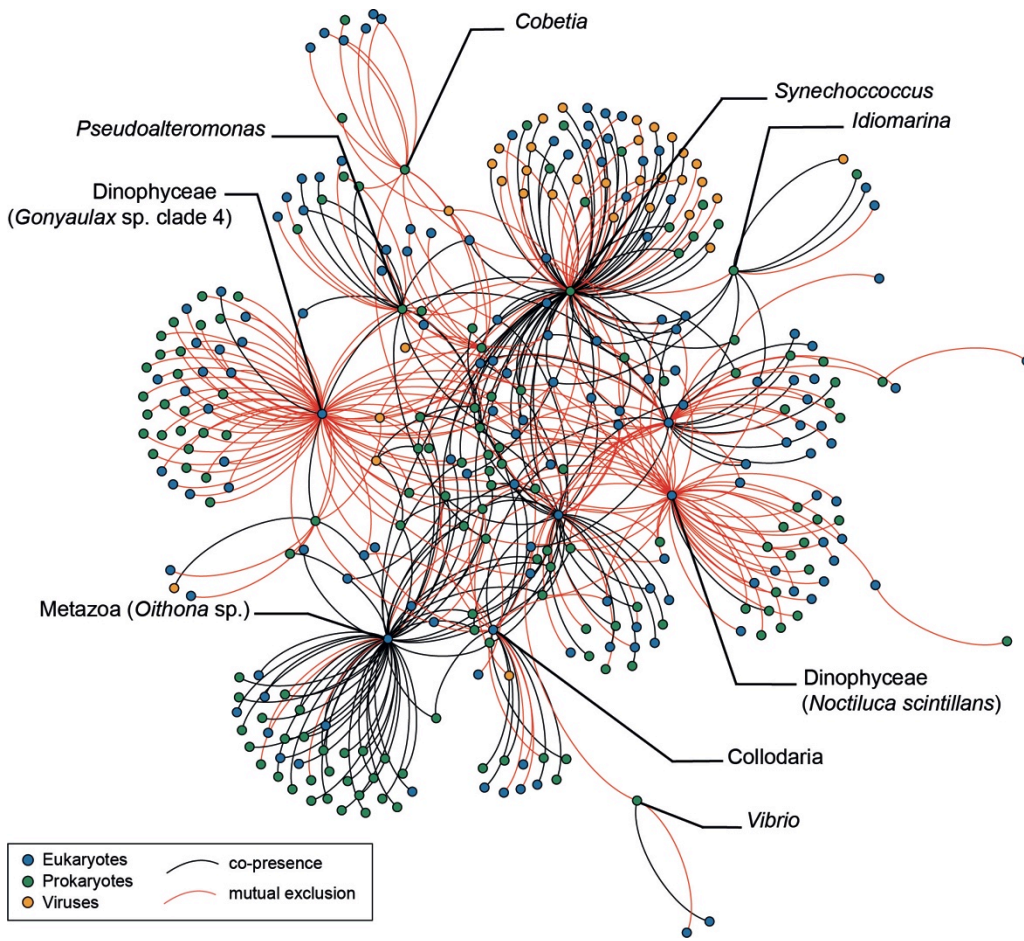 Cobetia
Synechoccoccus
Idiomarina
Pseudoalteromonas
Dinophyceae
(Gonyaulax sp. clade 4)
Metazoa (Oithona sp.)
Dinophyceae
(Noctiluca scintillans)
Collodaria
Vibrio
Eukaryotes
Prokaryotes
Viruses
co-presence
mutual exclusion